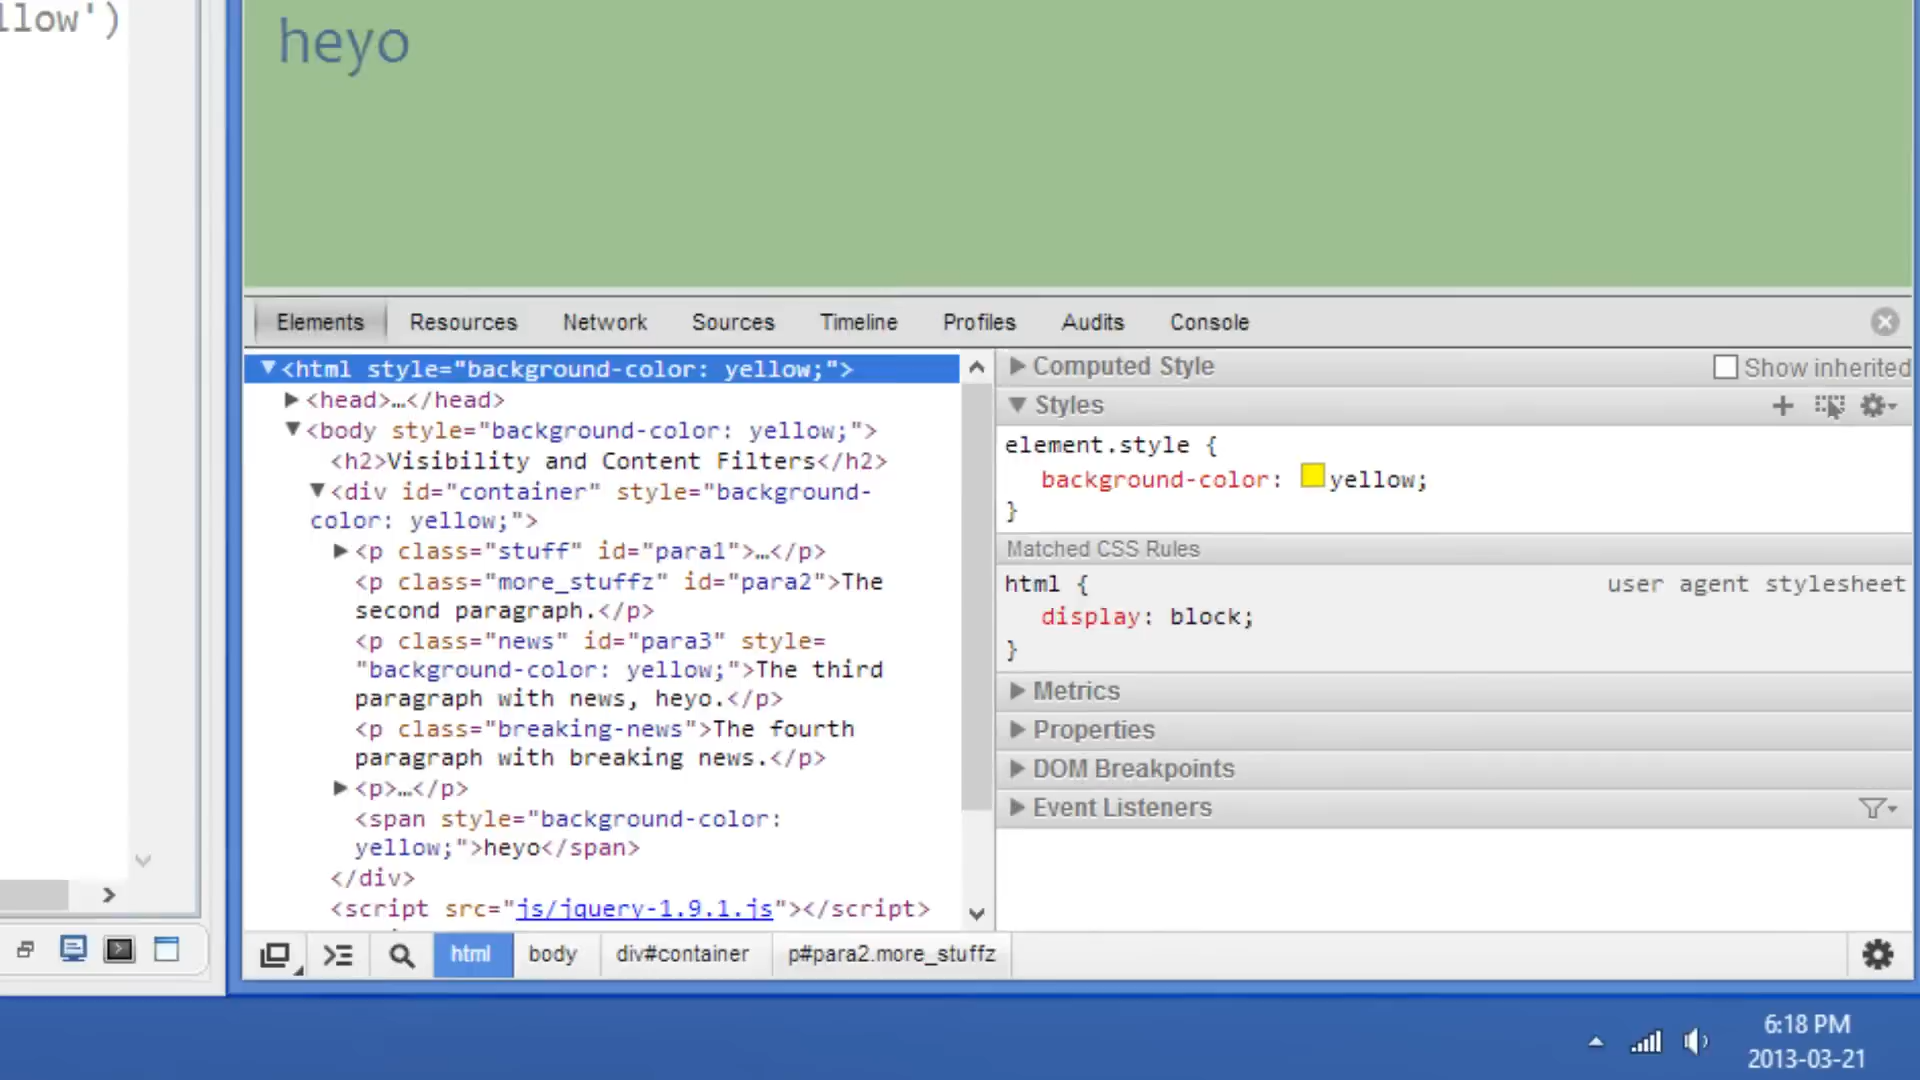 llow')
heyo
Elements Resources Network Sources Timeline Profiles Audits Console
<html style="background-color: yellow;">
<head>…</head>
<body style="background-color: yellow;">
<h2>Visibility and Content Filters</h2>
<div id="container" style="background-
color: yellow;">
<p class="stuff" id="para1">…</p>
<p class="more_stuffz" id="para2">The
second paragraph.</p>
<p class="news" id="para3" style=
"background-color: yellow;">The third
paragraph with news, heyo.</p>
<p class="breaking-news">The fourth
paragraph with breaking news.</p>
<p>…</p>
<span style="background-color:
yellow;">heyo</span>
</div>
<script src="js/jquery-1.9.1.js"></script>
Computed Style Show inherited
Styles
element.style {
background-color: yellow;
}
Matched CSS Rules
html { user agent stylesheet
display: block;
}
Metrics
Properties
DOM Breakpoints
Event Listeners
html body div#container p#para2.more_stuffz
6:18 PM
2013-03-21